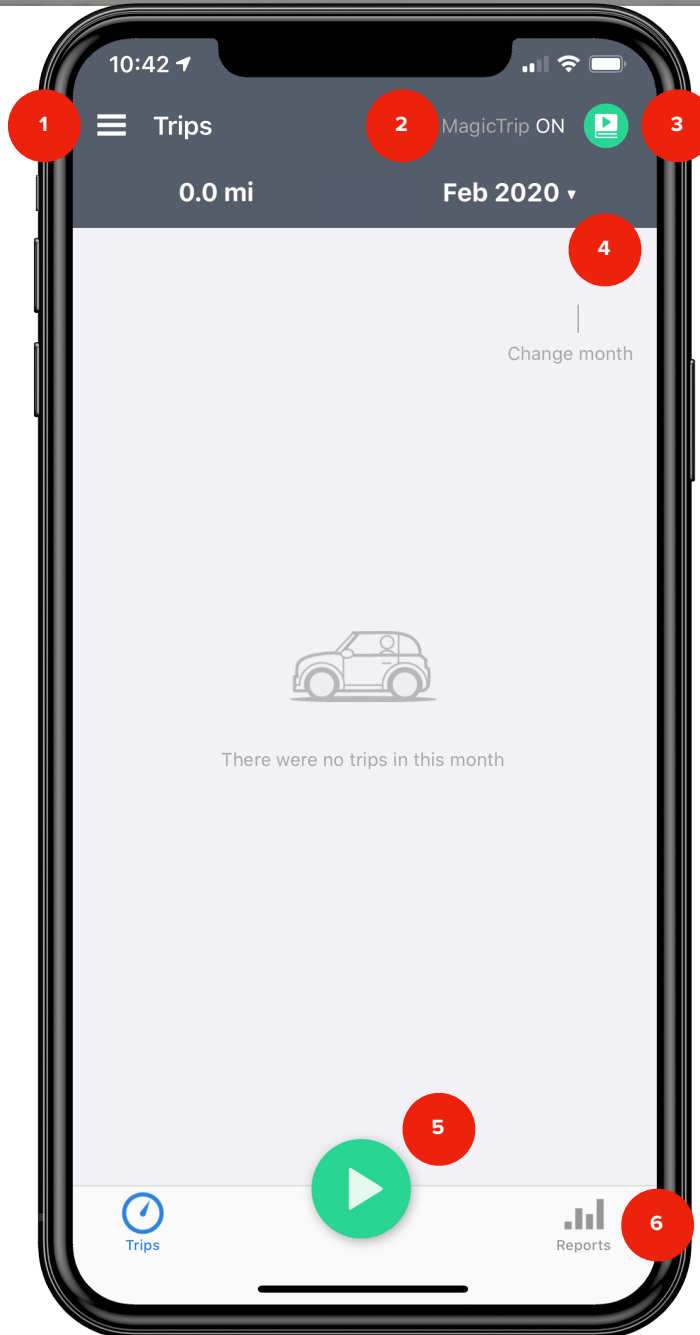 10:42
1
Trips
2
MagicTrip ON
3
0.0 mi
Feb 2020 ▾
4
Change month
There were no trips in this month
5
Trips
Reports
6